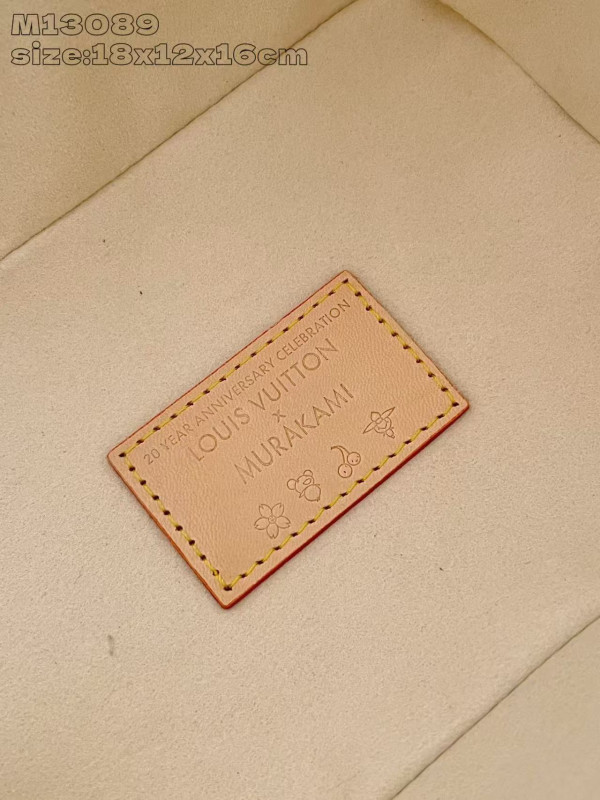 M13089
size:18x12x16cm
20 YEAR ANNIVERSARY CELEBRATION
LOUIS VUITTON
x
MURAKAMI